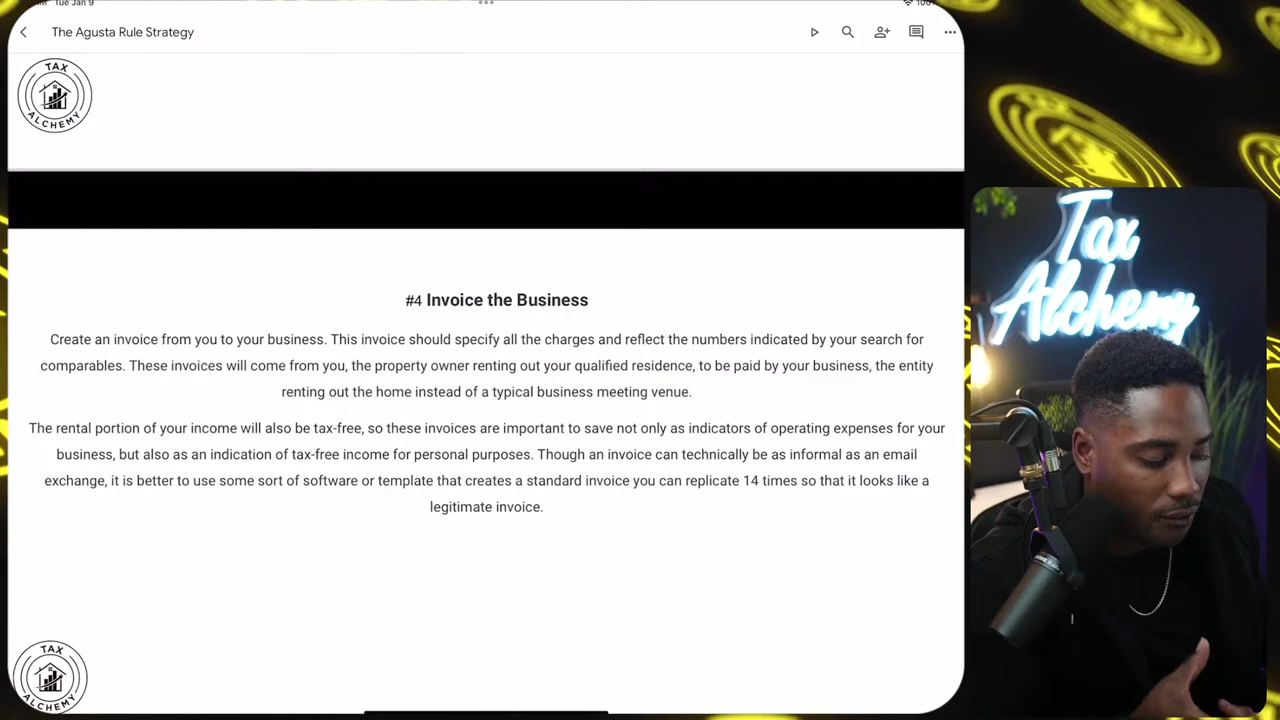 Tue Jan 9
The Agusta Rule Strategy
TAX
ALCHEMY
#4 Invoice the Business
Create an invoice from you to your business. This invoice should specify all the charges and reflect the numbers indicated by your search for
comparables. These invoices will come from you, the property owner renting out your qualified residence, to be paid by your business, the entity
renting out the home instead of a typical business meeting venue.
The rental portion of your income will also be tax-free, so these invoices are important to save not only as indicators of operating expenses for your
business, but also as an indication of tax-free income for personal purposes. Though an invoice can technically be as informal as an email
exchange, it is better to use some sort of software or template that creates a standard invoice you can replicate 14 times so that it looks like a
legitimate invoice.
TAX
ALCHEMY
Tax
Alchemy